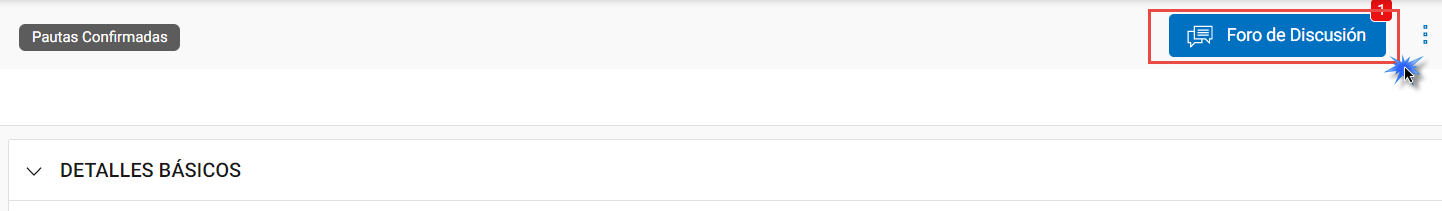 Pautas Confirmadas
1
Foro de Discusión
DETALLES BÁSICOS